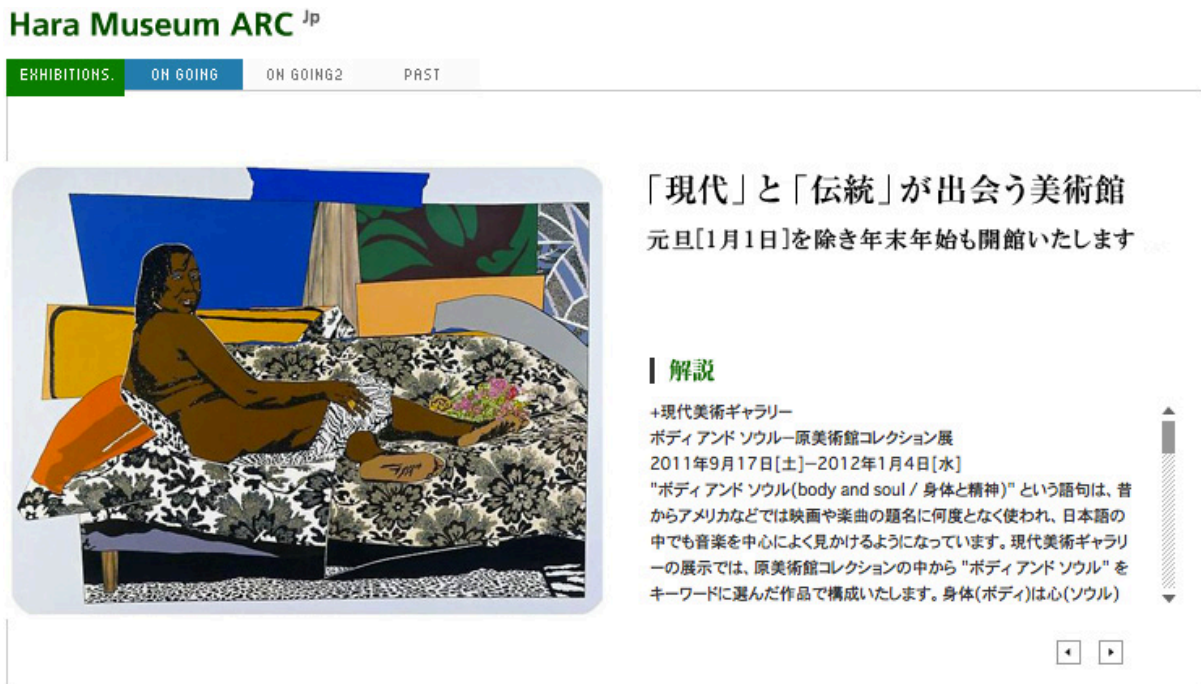 Hara Museum ARC Jp
EXHIBITIONS. ON GOING ON GOING2 PAST
「現代」と「伝統」が出会う美術館
元旦[1月1日]を除き年末年始も開館いたします
解説
+現代美術ギャラリー
ボディ アンド ソウル−原美術館コレクション展
2011年9月17日[土]−2012年1月4日[水]
"ボディ アンド ソウル(body and soul / 身体と精神)" という語句は、昔
からアメリカなどでは映画や楽曲の題名に何度となく使われ、日本語の
中でも音楽を中心によく見かけるようになっています。現代美術ギャラリ
ーの展示では、原美術館コレクションの中から "ボディ アンド ソウル" を
キーワードに選んだ作品で構成いたします。身体(ボディ)は心(ソウル)